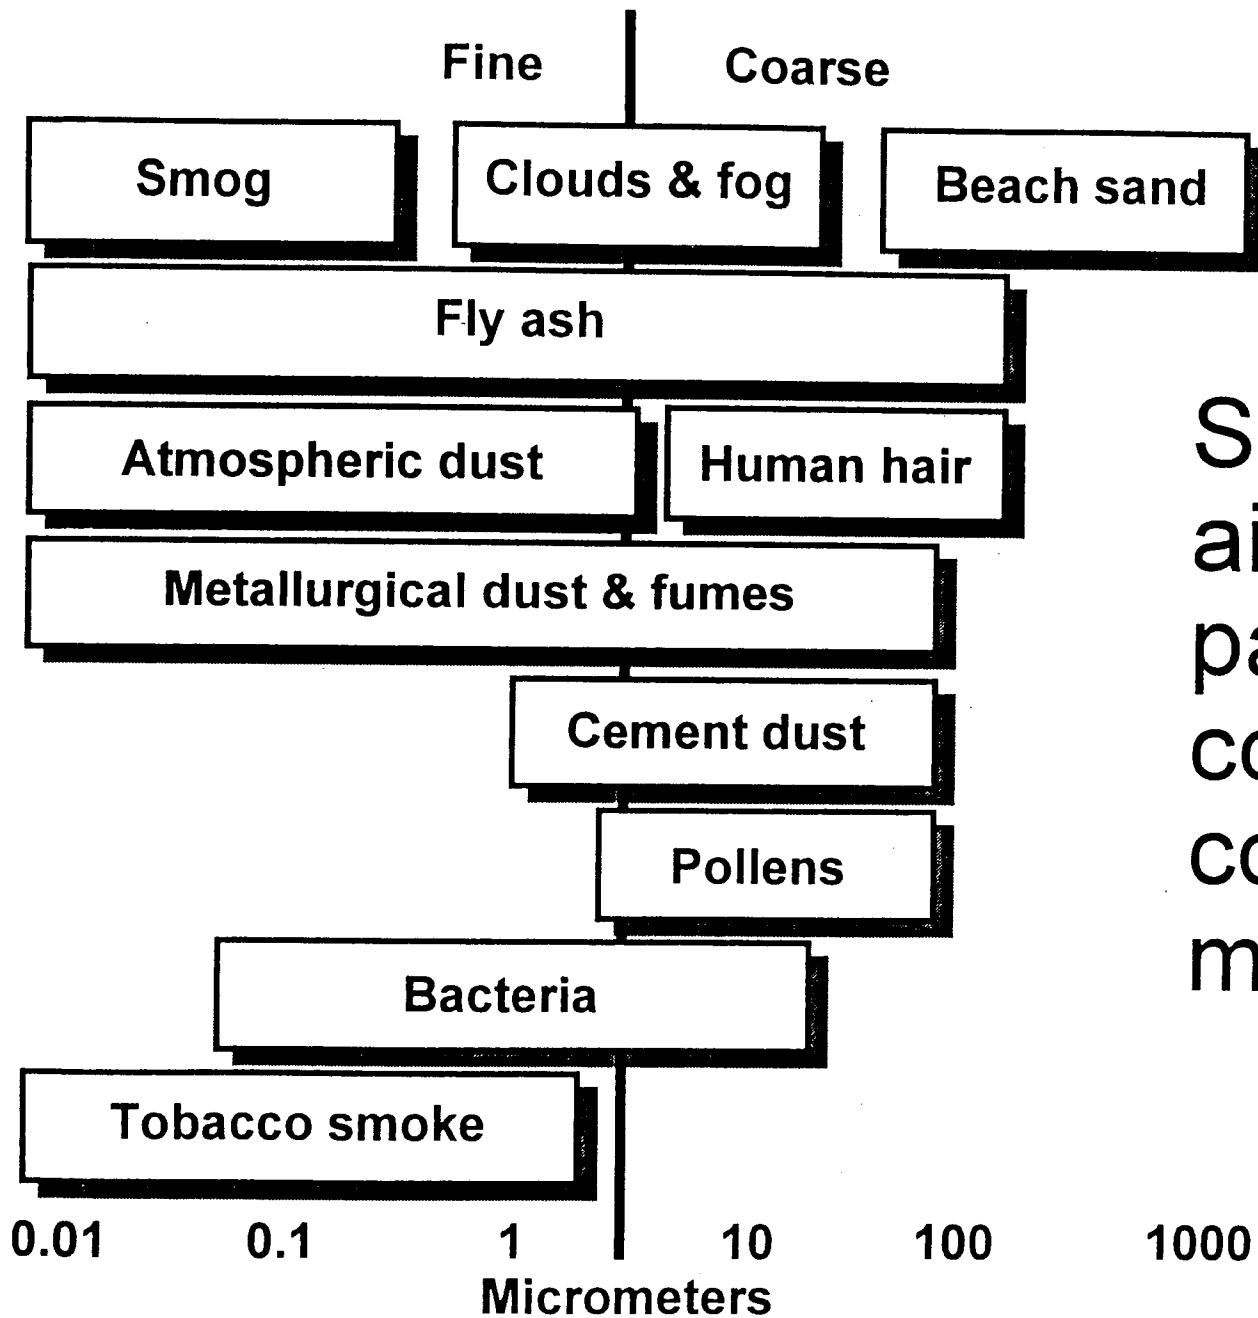 Fine Coarse
Smog Clouds & fog Beach sand
Fly ash
Atmospheric dust Human hair
Metallurgical dust & fumes
Cement dust
Pollens
Bacteria
Tobacco smoke
0.01 0.1 1 10 100 1000
Micrometers